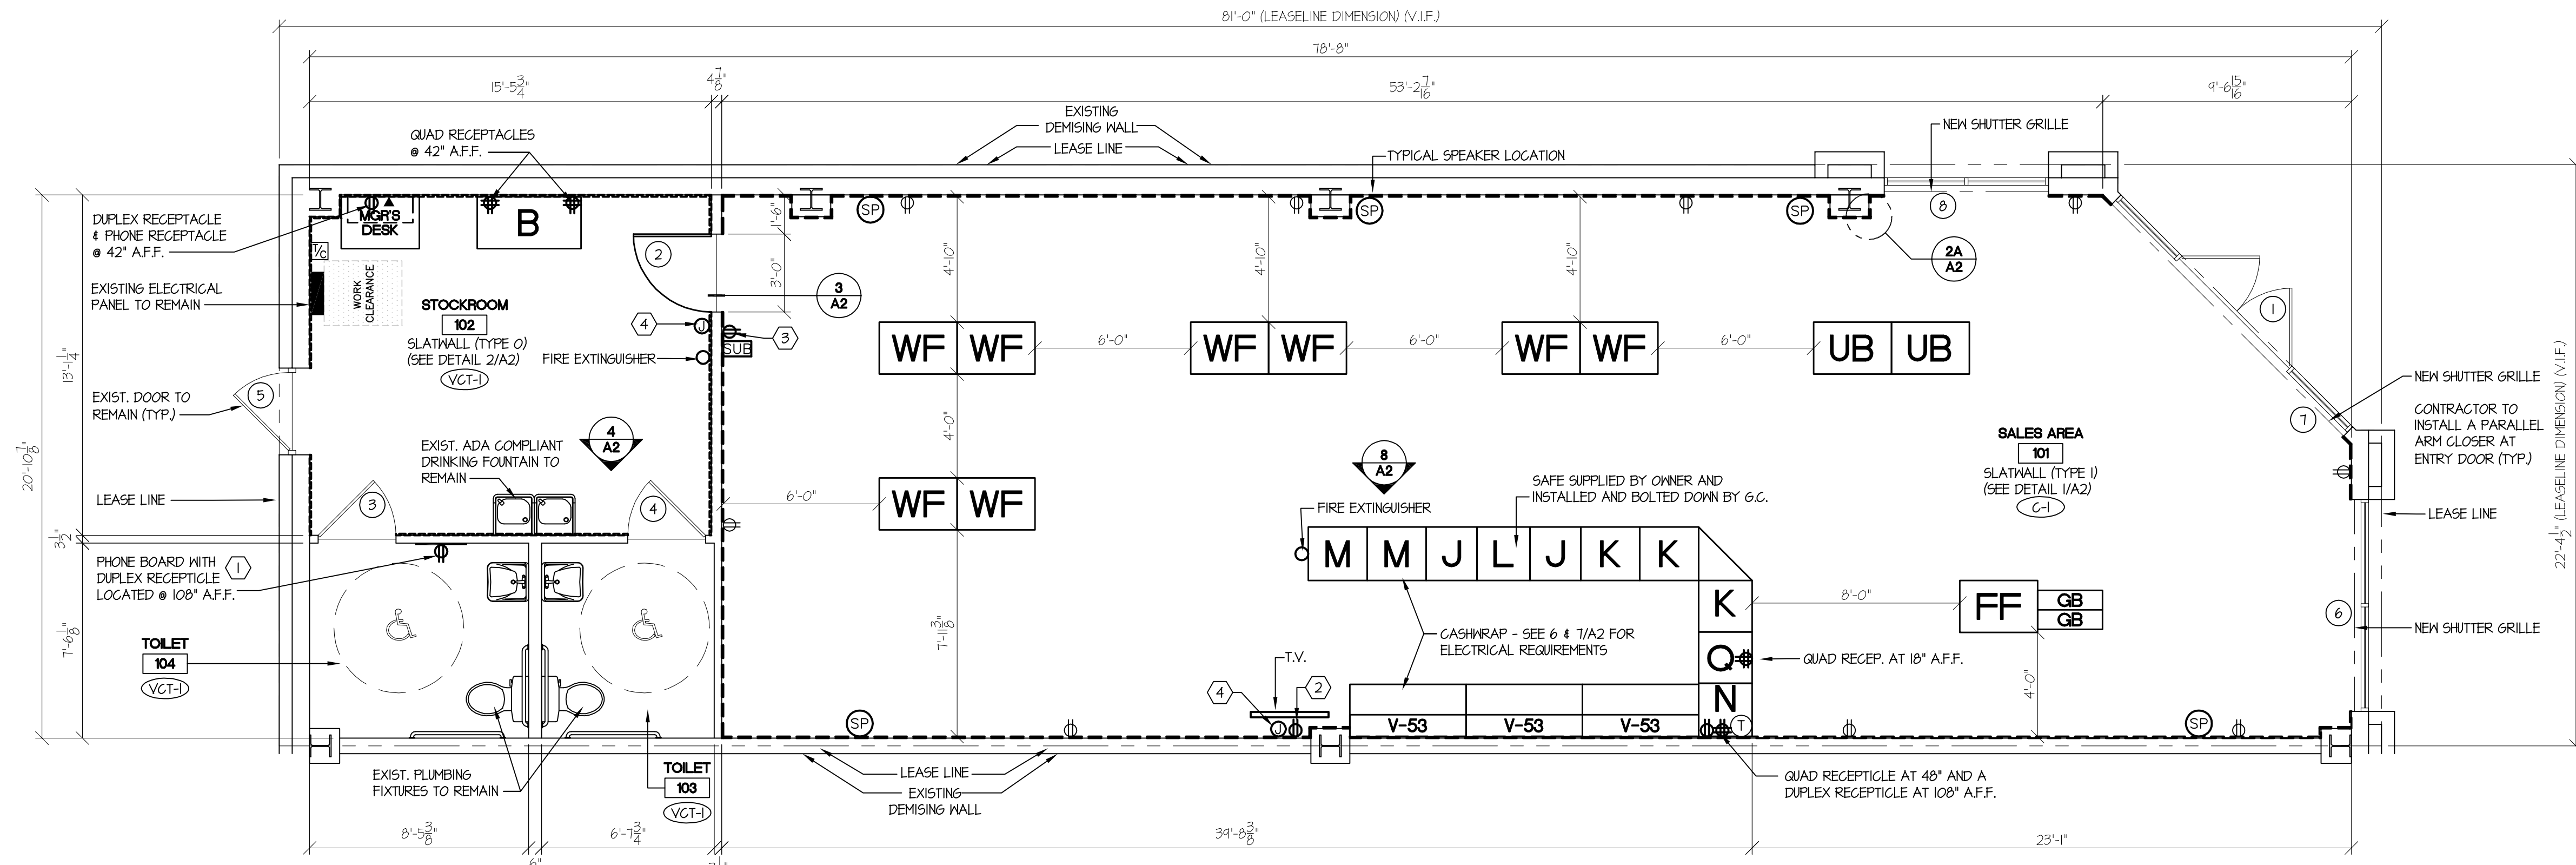 81'-0" (LEASELINE DIMENSION) (V.I.F.)
78'-8"
15'-5 3/4"
4 7/8"
53'-2 7/16"
9'-6 15/16"
QUAD RECEPTACLES
@ 42" A.F.F.
EXISTING
DEMISING WALL
LEASE LINE
TYPICAL SPEAKER LOCATION
NEW SHUTTER GRILLE
DUPLEX RECEPTACLE
& PHONE RECEPTACLE
@ 42" A.F.F.
MGR'S
DESK
B
T/C
WORK
CLEARANCE
EXISTING ELECTRICAL
PANEL TO REMAIN
STOCKROOM
102
SLATWALL (TYPE 0)
(SEE DETAIL 2/A2)
VCT-1
2
1'-6"
3'-0"
3
A2
4
J
3
SUB
FIRE EXTINGUISHER
SP
SP
SP
8
2A
A2
4'-10"
4'-10"
4'-10"
1
WF
WF
6'-0"
WF
WF
6'-0"
WF
WF
6'-0"
UB
UB
13'-1 1/4"
20'-10 7/8"
3 1/2"
7'-6 1/8"
EXIST. DOOR TO
REMAIN (TYP.)
5
EXIST. ADA COMPLIANT
DRINKING FOUNTAIN TO
REMAIN
4
A2
LEASE LINE
3
4
4'-0"
6'-0"
WF
WF
7'-11 3/8"
8
A2
FIRE EXTINGUISHER
SAFE SUPPLIED BY OWNER AND
INSTALLED AND BOLTED DOWN BY G.C.
SALES AREA
101
SLATWALL (TYPE 1)
(SEE DETAIL 1/A2)
C-1
7
NEW SHUTTER GRILLE
CONTRACTOR TO
INSTALL A PARALLEL
ARM CLOSER AT
ENTRY DOOR (TYP.)
22'-4 1/2" (LEASELINE DIMENSION) (V.I.F.)
LEASE LINE
M
M
J
L
J
K
K
K
Q
N
8'-0"
FF
GB
GB
4'-0"
6
NEW SHUTTER GRILLE
PHONE BOARD WITH
DUPLEX RECEPTICLE
LOCATED @ 108" A.F.F.
1
TOILET
104
VCT-1
CASHWRAP - SEE 6 & 7/A2 FOR
ELECTRICAL REQUIREMENTS
QUAD RECEP. AT 18" A.F.F.
T.V.
4
2
J
V-53
V-53
V-53
T
SP
SP
EXIST. PLUMBING
FIXTURES TO REMAIN
TOILET
103
VCT-1
LEASE LINE
EXISTING
DEMISING WALL
QUAD RECEPTICLE AT 48" AND A
DUPLEX RECEPTICLE AT 108" A.F.F.
8'-5 3/8"
6"
6'-7 3/4"
39'-8 3/8"
23'-1"